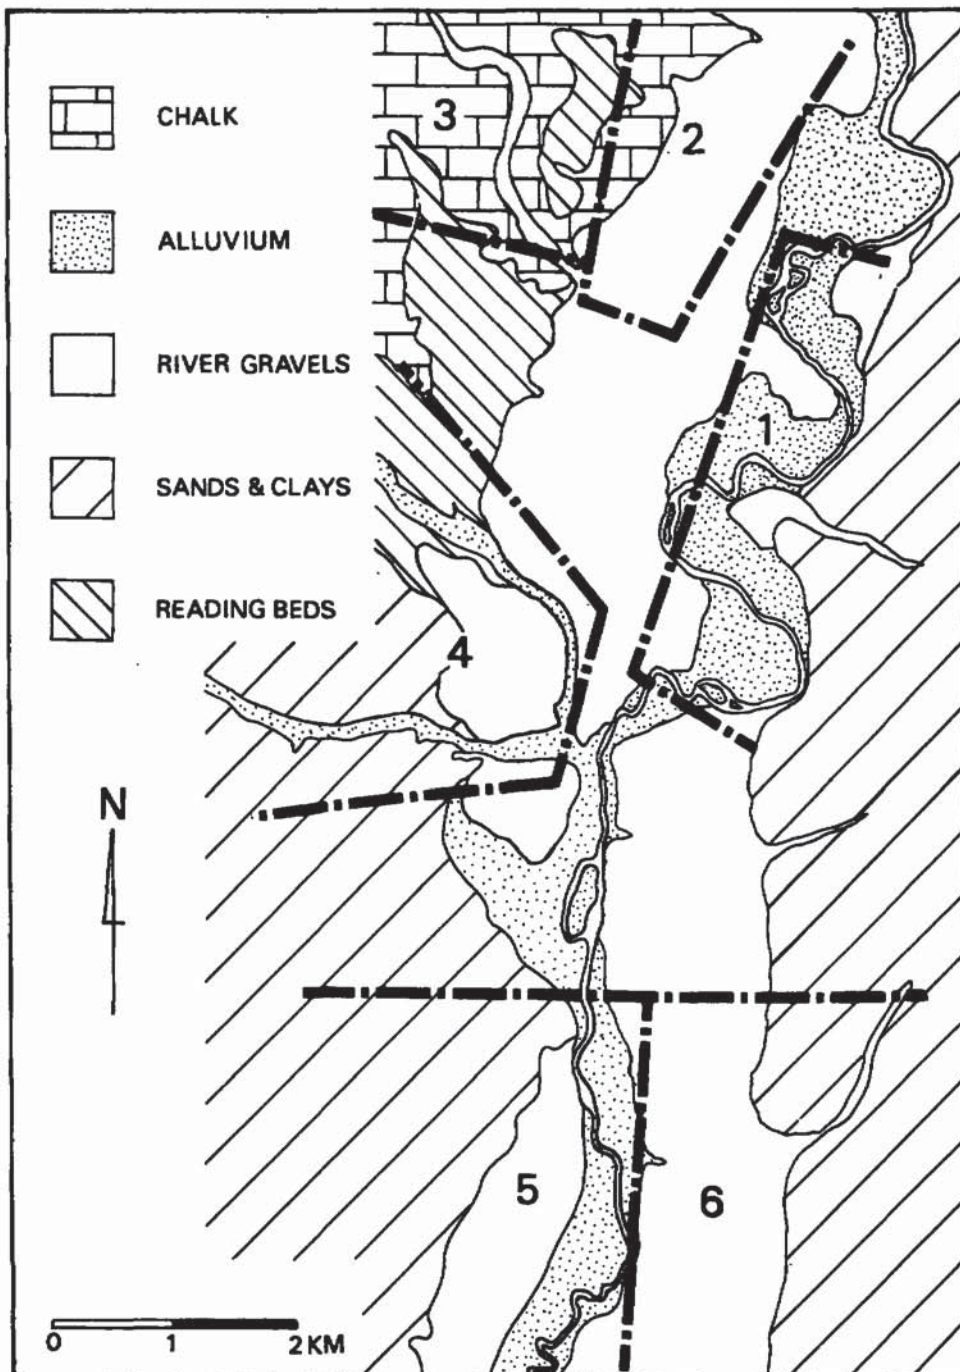 CHALK
ALLUVIUM
RIVER GRAVELS
SANDS & CLAYS
READING BEDS
3
2
1
4
N
5
6
0 1 2 KM